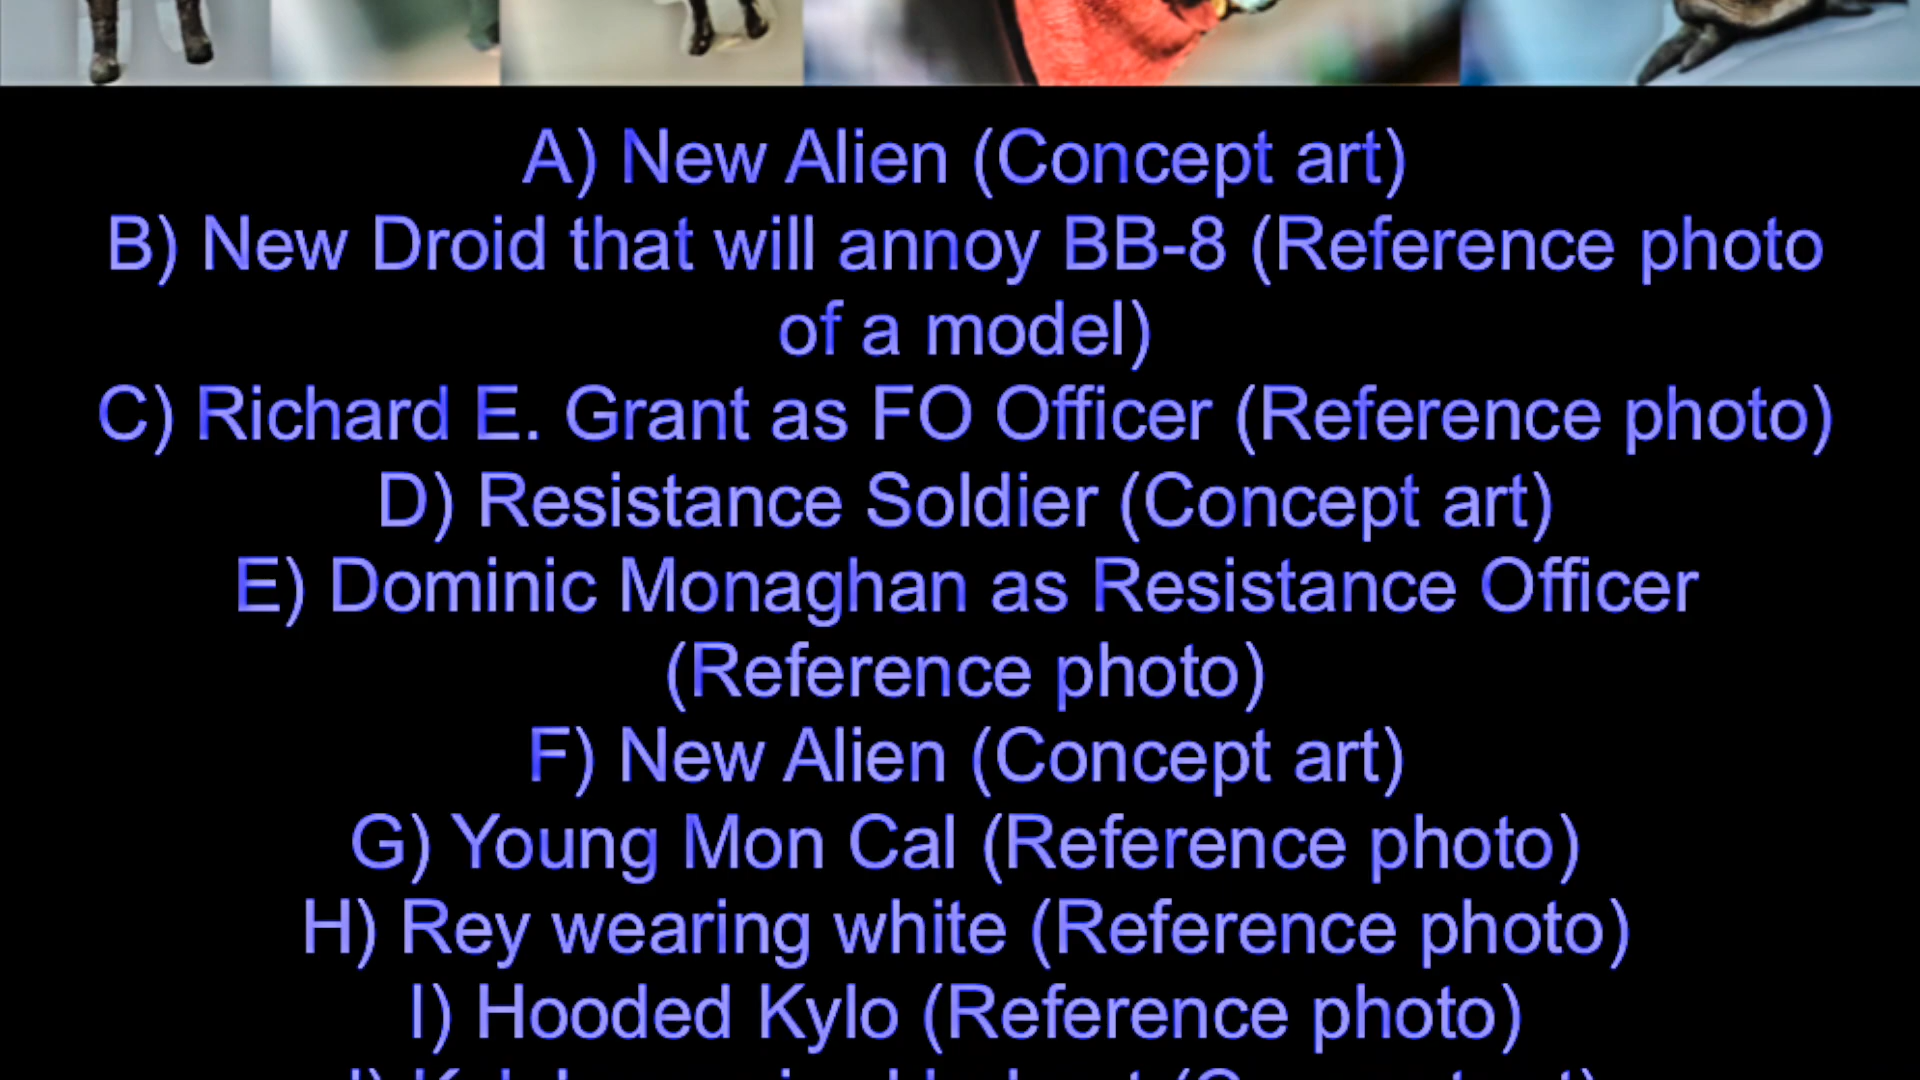 A) New Alien (Concept art)
B) New Droid that will annoy BB-8 (Reference photo
of a model)
C) Richard E. Grant as FO Officer (Reference photo)
D) Resistance Soldier (Concept art)
E) Dominic Monaghan as Resistance Officer
(Reference photo)
F) New Alien (Concept art)
G) Young Mon Cal (Reference photo)
H) Rey wearing white (Reference photo)
I) Hooded Kylo (Reference photo)